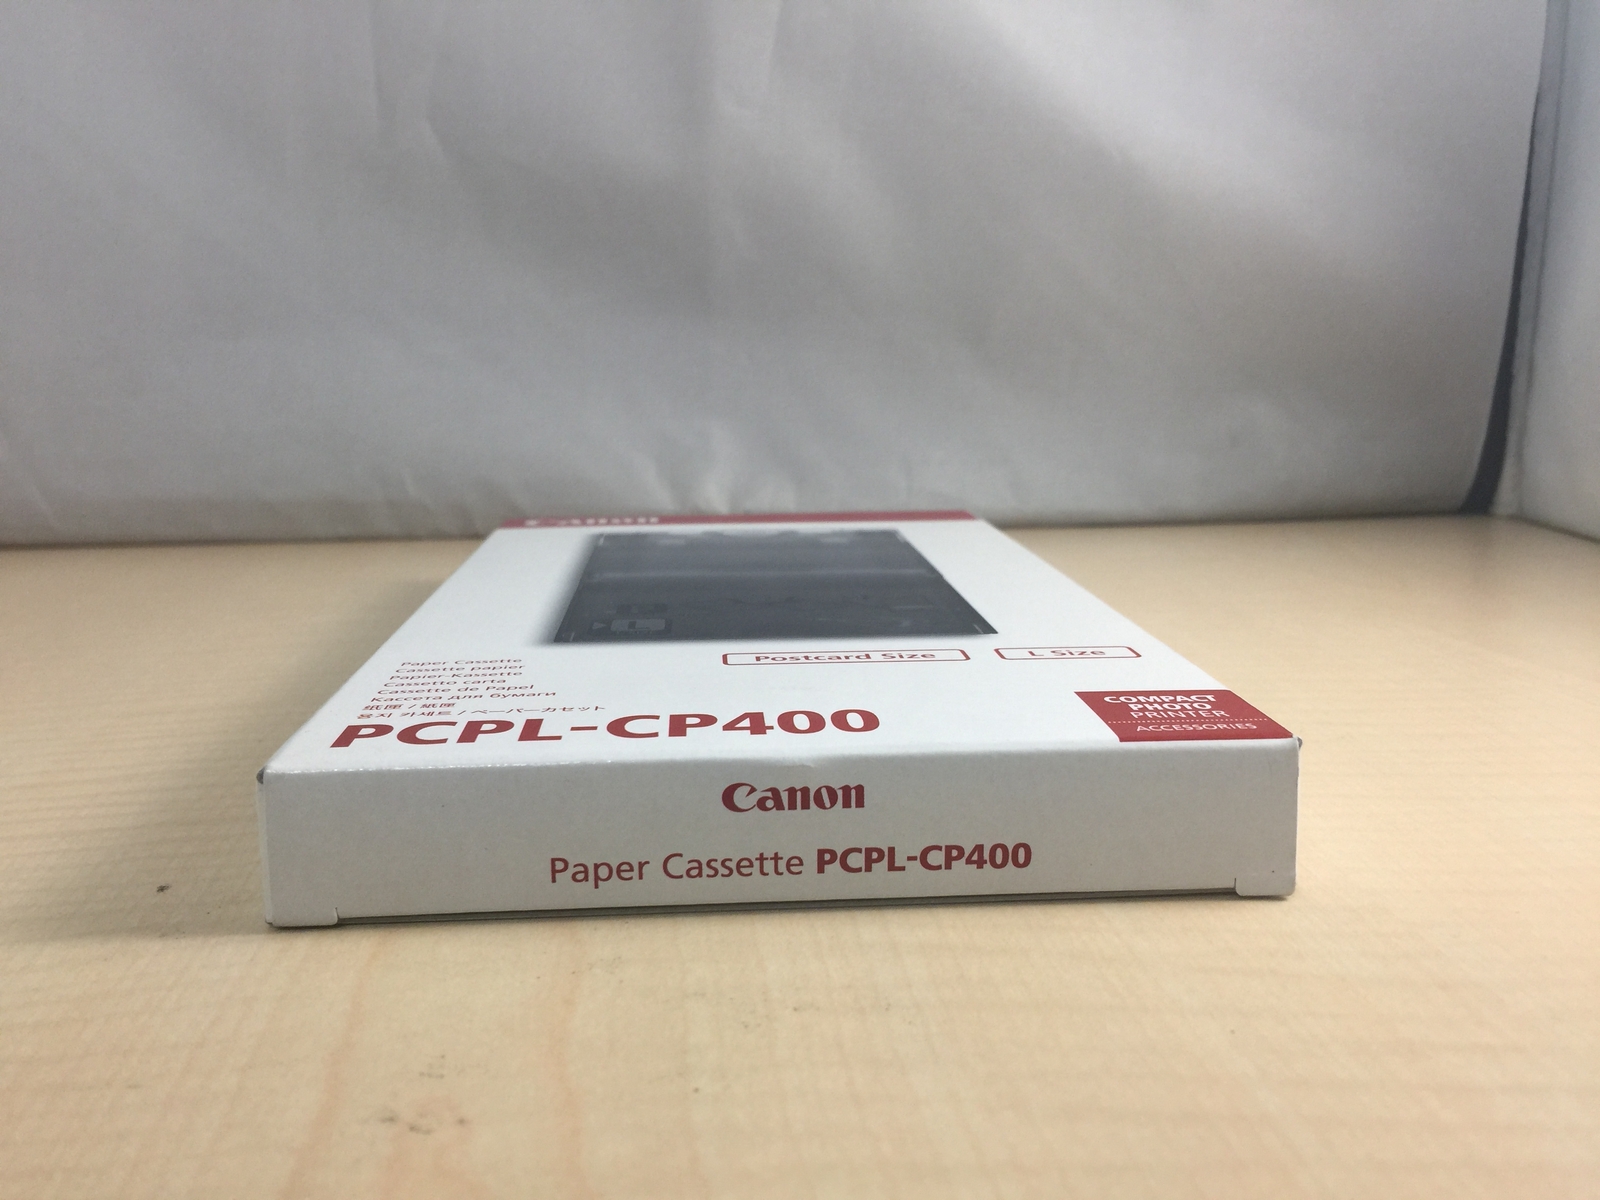 Canon
Paper Cassette
Cassette papier
Papier-Kassette
Cassetto carta
Cassette de Papel
Кассета для бумаги
纸匣 / 紙匣
용지 카세트 / ペーパーカセット
PCPL-CP400
Postcard Size
L Size
COMPACT
PHOTO
PRINTER
ACCESSORIES
Canon
Paper Cassette PCPL-CP400